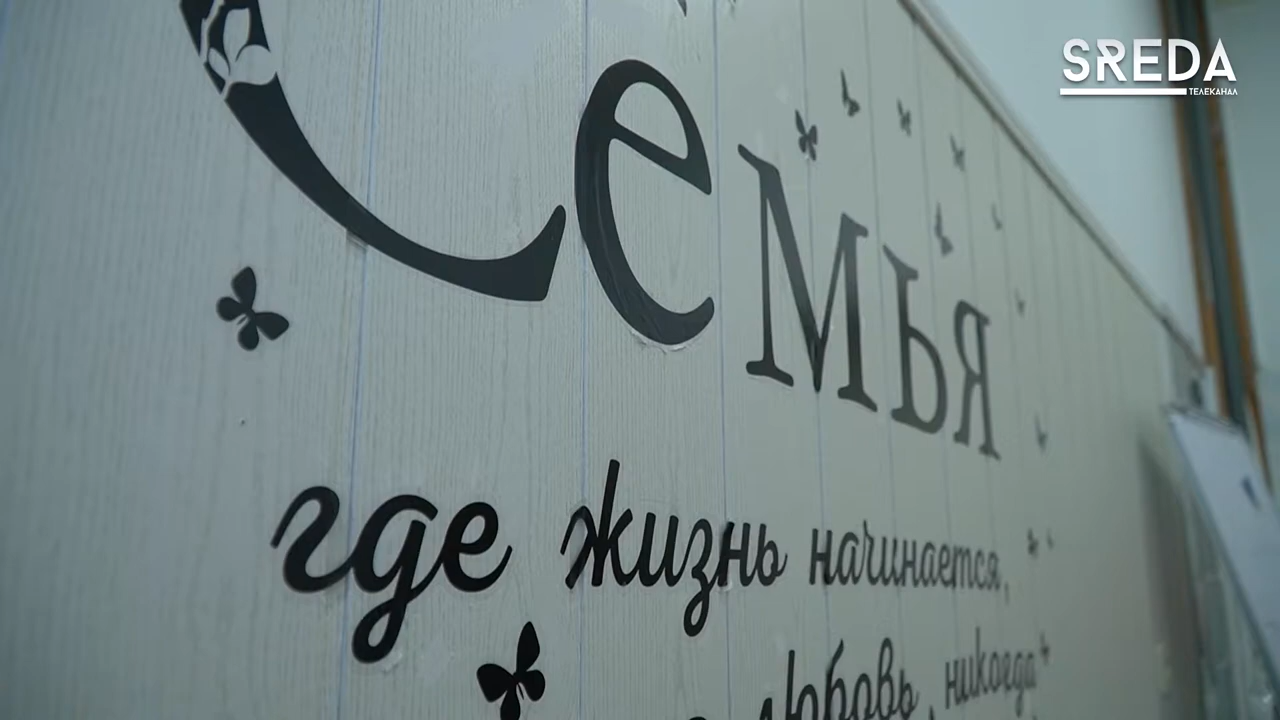 SREDA
ТЕЛЕКАНАЛ
Семья
где жизнь начинается,
любовь никогда